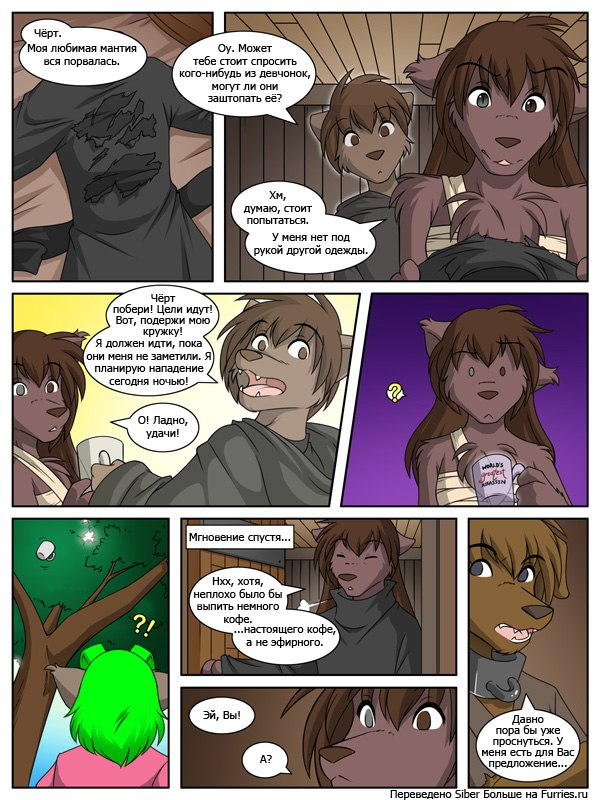 Чёрт.
Моя любимая мантия
вся порвалась.
Оу. Может
тебе стоит спросить
кого-нибудь из девчонок,
могут ли они
заштопать её?
Хм,
думаю, стоит
попытаться.
У меня нет под
рукой другой одежды.
Чёрт
побери! Цели идут!
Вот, подержи мою
кружку!
Я должен идти, пока
они меня не заметили. Я
планирую нападение
сегодня ночью!
О! Ладно,
удачи!
?
WORLD'S
greatest
ASSASSIN
?!
Мгновение спустя...
Нхх, хотя,
неплохо было бы
выпить немного
кофе.
...настоящего кофе,
а не эфирного.
Эй, Вы!
А?
Давно
пора бы уже
проснуться. У
меня есть для Вас
предложение...
Переведено Siber Больше на Furries.ru